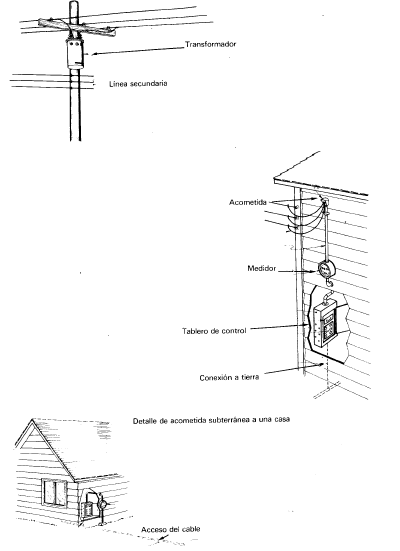 Transformador
Línea secundaria
Acometida
Medidor
Tablero de control
Conexión a tierra
Detalle de acometida subterránea a una casa
Acceso del cable